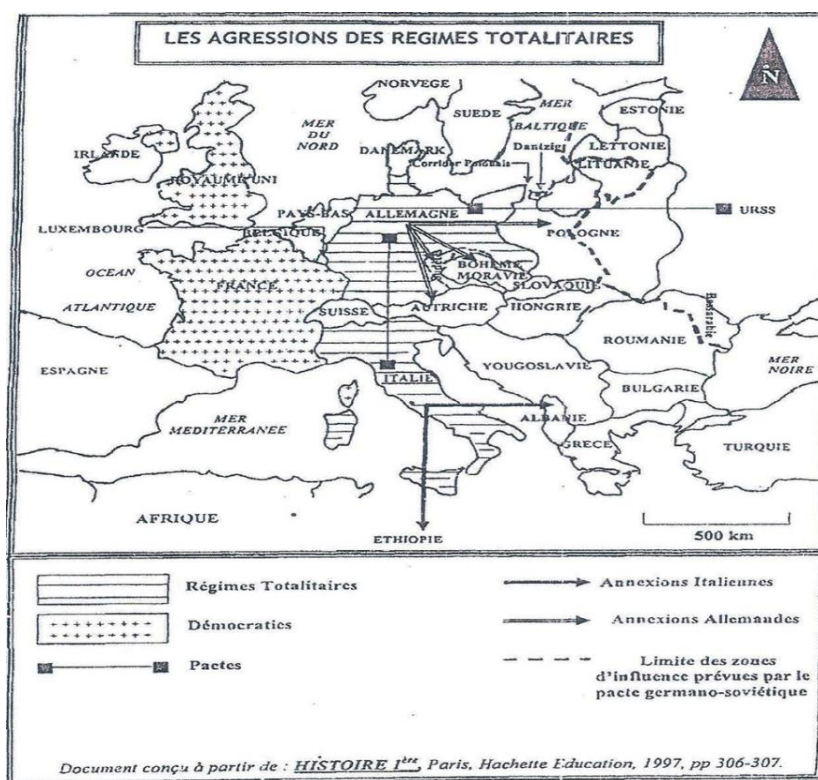 LES AGRESSIONS DES REGIMES TOTALITAIRES
N
NORVEGE
SUEDE
MER
BALTIQUE
ESTONIE
MER
DU
NORD
DANEMARK
Dantzig
LETTONIE
LITUANIE
IRLANDE
Corridor Polonais
ROYAUME UNI
PAYS-BAS
ALLEMAGNE
URSS
LUXEMBOURG
BELGIQUE
POLOGNE
OCEAN
ATLANTIQUE
BOHEME
MORAVIE
FRANCE
SLOVAQUIE
SUISSE
AUTRICHE
HONGRIE
Bessarabie
ROUMANIE
ESPAGNE
ITALIE
YOUGOSLAVIE
MER
NOIRE
BULGARIE
MER
MEDITERRANEE
ALBANIE
GRECE
TURQUIE
AFRIQUE
ETHIOPIE
500 km
Régimes Totalitaires
Démocraties
Pactes
Annexions Italiennes
Annexions Allemandes
Limite des zones
d'influence prévues par le
pacte germano-soviétique
Document conçu à partir de : HISTOIRE 1ère, Paris, Hachette Education, 1997, pp 306-307.